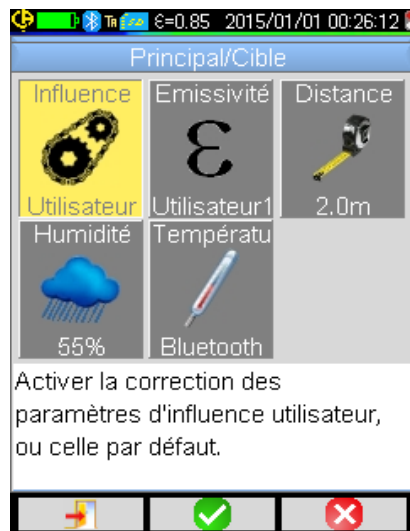 ε=0.85 2015/01/01 00:26:12
Principal/Cible
Influence Emissivité Distance
ε
Utilisateur Utilisateur1 2.0m
Humidité Températu
55% Bluetooth
Activer la correction des
paramètres d'influence utilisateur,
ou celle par défaut.